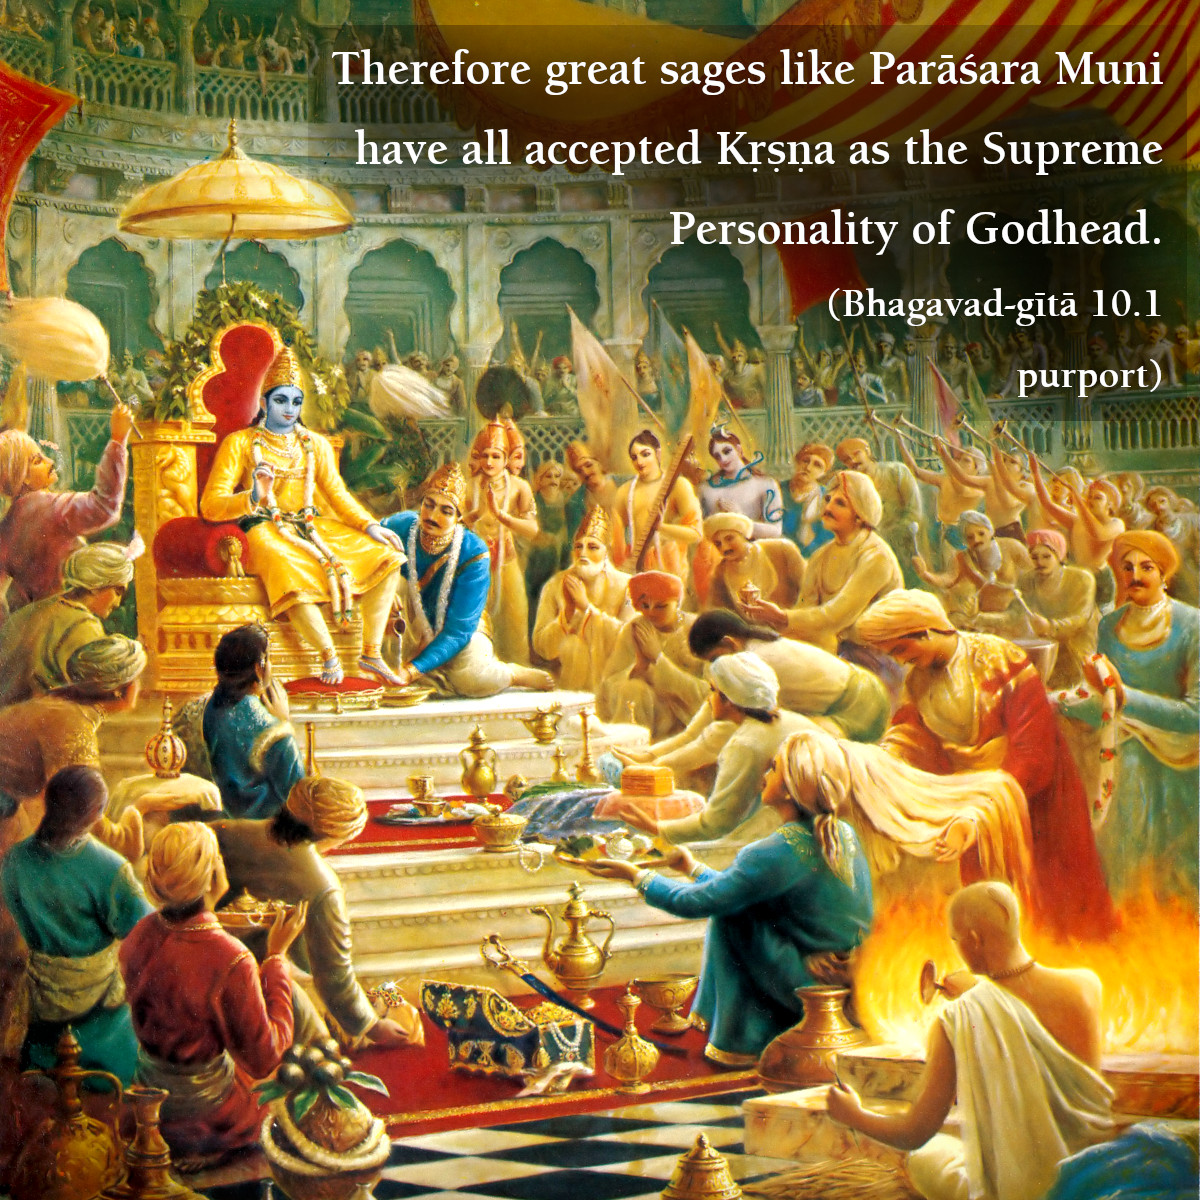 Therefore great sages like Parāśara Muni
have all accepted Kṛṣṇa as the Supreme
Personality of Godhead.
(Bhagavad-gītā 10.1
purport)